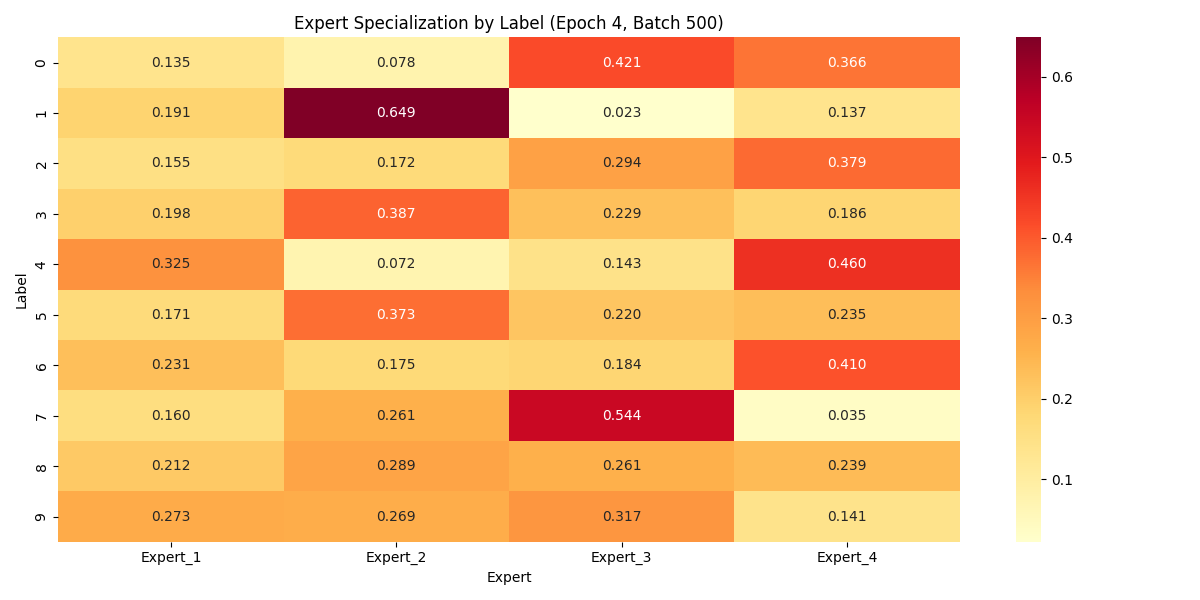 Expert Specialization by Label (Epoch 4, Batch 500)
0 0.135 0.078 0.421 0.366
1 0.191 0.649 0.023 0.137
2 0.155 0.172 0.294 0.379
3 0.198 0.387 0.229 0.186
4 0.325 0.072 0.143 0.460
5 0.171 0.373 0.220 0.235
6 0.231 0.175 0.184 0.410
7 0.160 0.261 0.544 0.035
8 0.212 0.289 0.261 0.239
9 0.273 0.269 0.317 0.141
Label
Expert_1 Expert_2 Expert_3 Expert_4
Expert
0.6
0.5
0.4
0.3
0.2
0.1